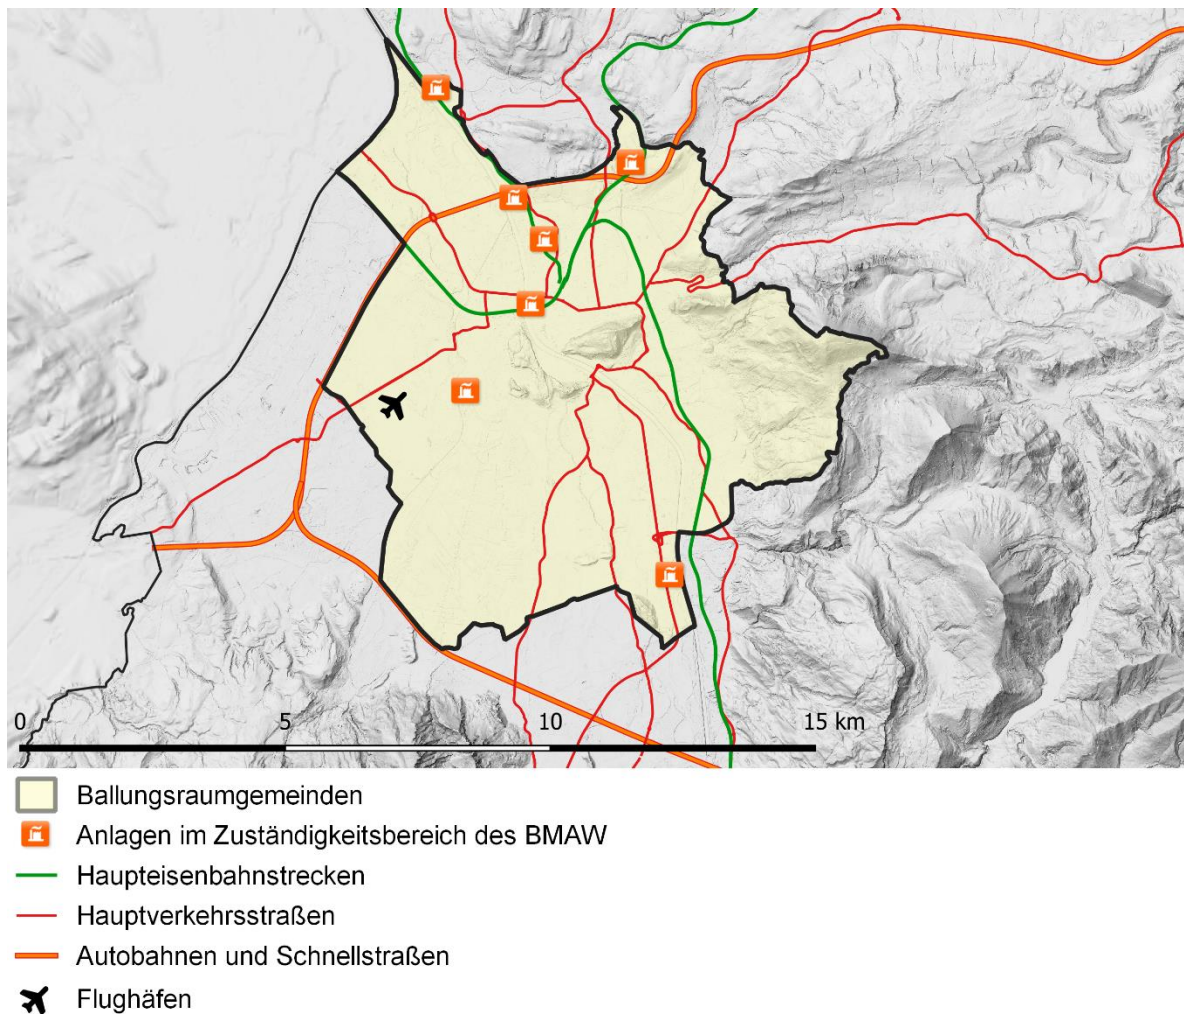 0 5 10 15 km
Ballungsraumgemeinden
Anlagen im Zuständigkeitsbereich des BMAW
Haupteisenbahnstrecken
Hauptverkehrsstraßen
Autobahnen und Schnellstraßen
Flughäfen